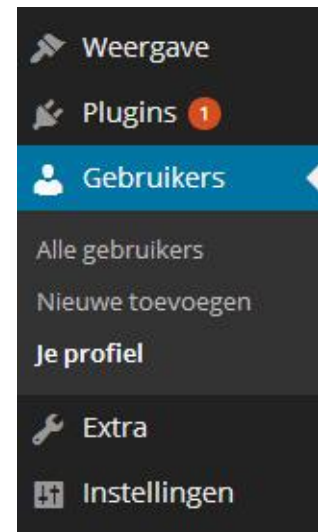 Weergave
Plugins 1
Gebruikers
Alle gebruikers
Nieuwe toevoegen
Je profiel
Extra
Instellingen